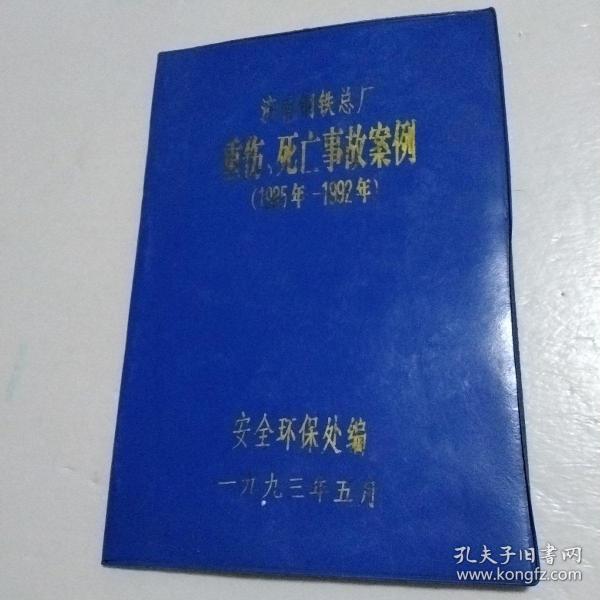 济南钢铁总厂
重伤、死亡事故案例
(1985年-1992年)
安全环保处编
一九九三年五月
孔夫子旧书网
www.kongfz.com